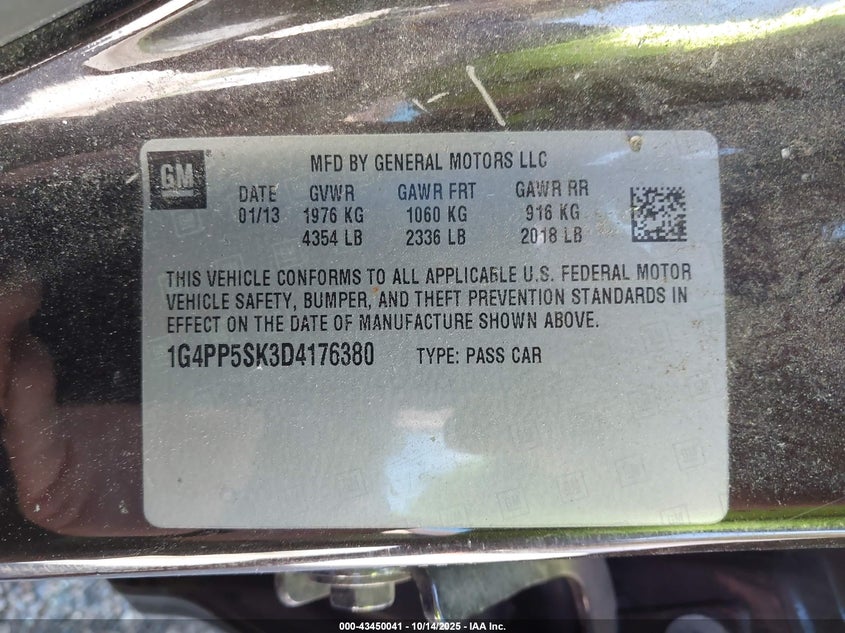 GM
MFD BY GENERAL MOTORS LLC
DATE GVWR GAWR FRT GAWR RR
01/13 1976 KG 1060 KG 916 KG
4354 LB 2336 LB 2018 LB
THIS VEHICLE CONFORMS TO ALL APPLICABLE U.S. FEDERAL MOTOR
VEHICLE SAFETY, BUMPER, AND THEFT PREVENTION STANDARDS IN
EFFECT ON THE DATE OF MANUFACTURE SHOWN ABOVE.
1G4PP5SK3D4176380 TYPE: PASS CAR
000-43450041 - 10/14/2025 - IAA Inc.